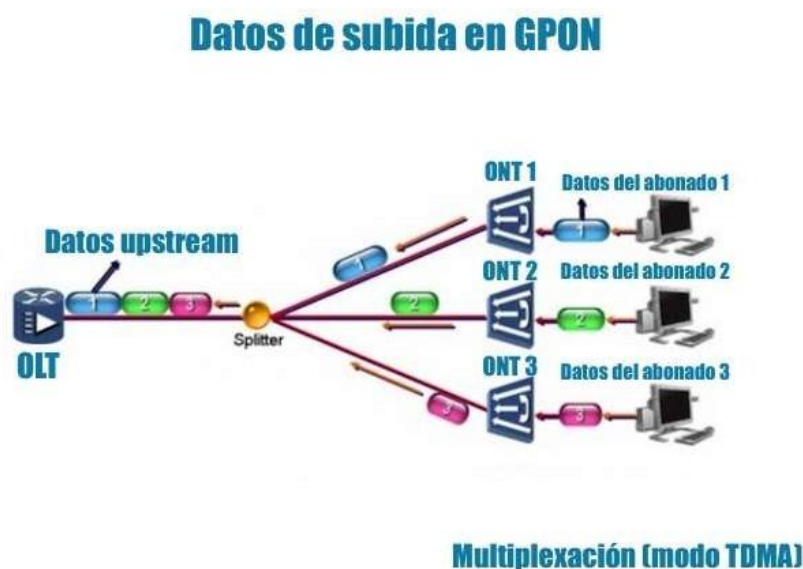 Datos de subida en GPON
ONT 1
Datos del abonado 1
1
1
Datos upstream
ONT 2
Datos del abonado 2
1 2 3
2
2
Splitter
OLT
ONT 3
Datos del abonado 3
3
3
Multiplexación (modo TDMA)